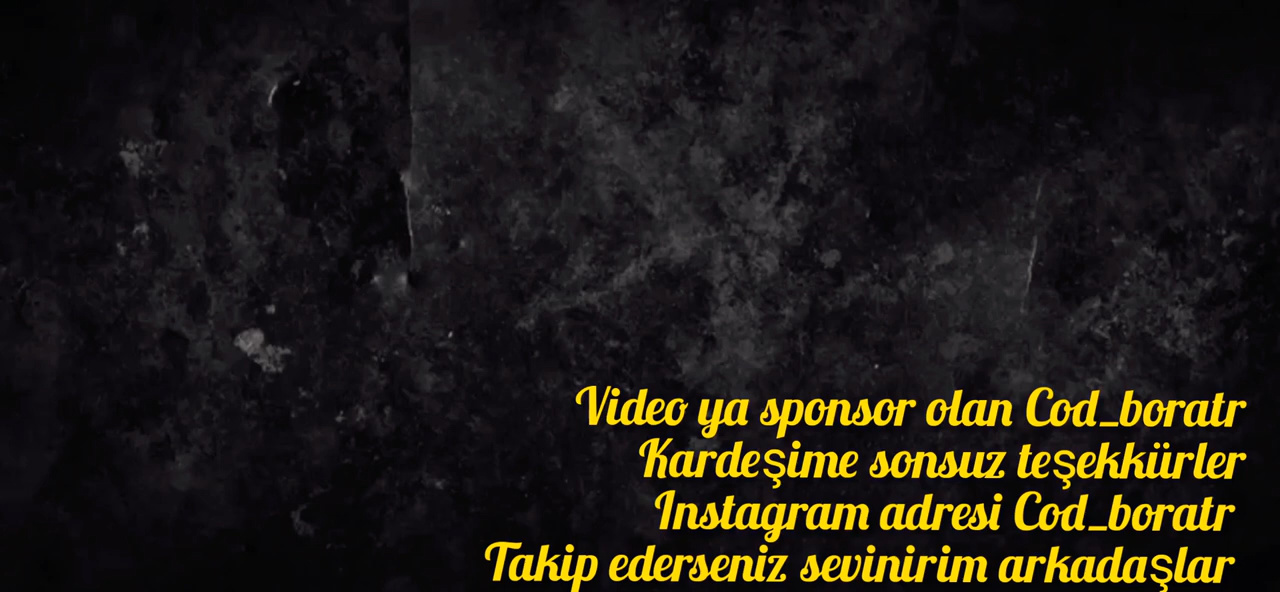 Video ya sponsor olan Cod_boratr
Kardeşime sonsuz teşekkürler
Instagram adresi Cod_boratr
Takip ederseniz sevinirim arkadaşlar